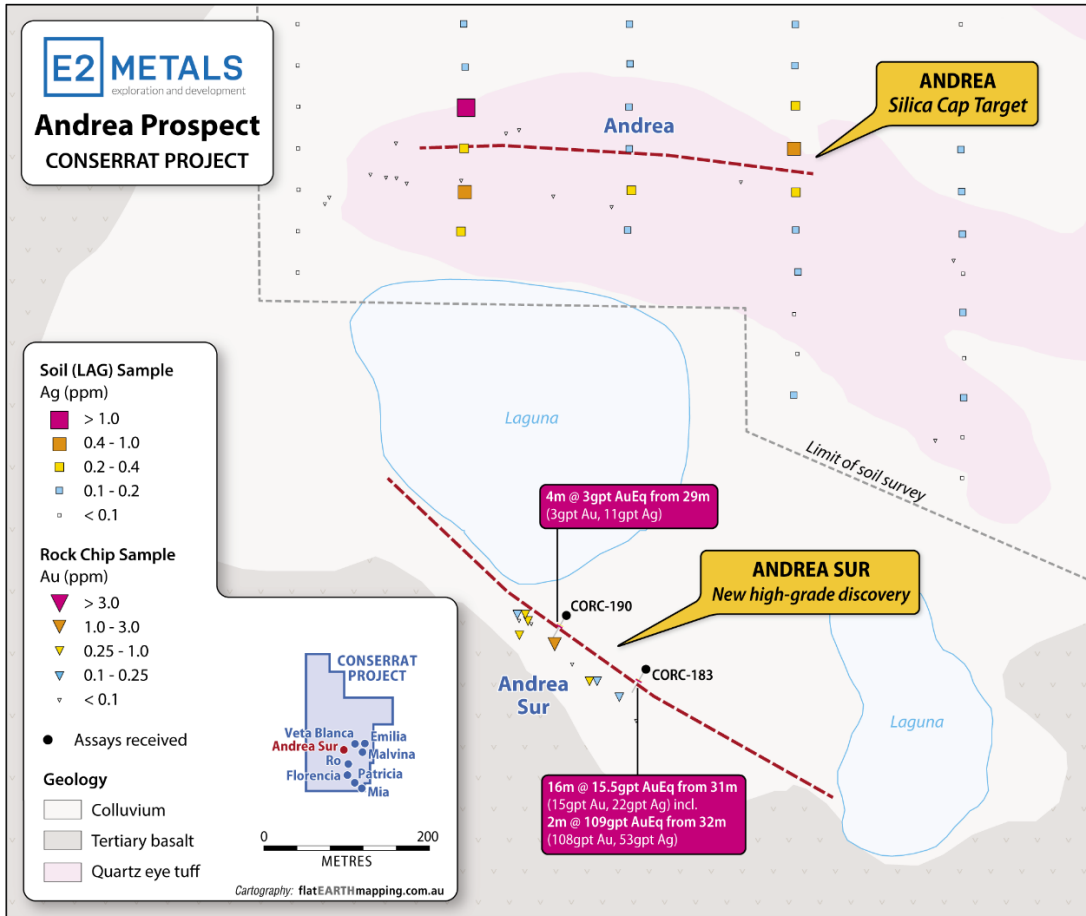 E2 METALS
exploration and development
Andrea Prospect
CONSERRAT PROJECT
ANDREA
Silica Cap Target
Andrea
Laguna
Limit of soil survey
4m @ 3gpt AuEq from 29m
(3gpt Au, 11gpt Ag)
ANDREA SUR
New high-grade discovery
CORC-190
CORC-183
Andrea
Sur
Laguna
16m @ 15.5gpt AuEq from 31m
(15gpt Au, 22gpt Ag) incl.
2m @ 109gpt AuEq from 32m
(108gpt Au, 53gpt Ag)
Soil (LAG) Sample
Ag (ppm)
> 1.0
0.4 - 1.0
0.2 - 0.4
0.1 - 0.2
< 0.1
Rock Chip Sample
Au (ppm)
> 3.0
1.0 - 3.0
0.25 - 1.0
0.1 - 0.25
< 0.1
Assays received
Geology
Colluvium
Tertiary basalt
Quartz eye tuff
CONSERRAT
PROJECT
Veta Blanca
Emilia
Andrea Sur
Malvina
Ro
Florencia
Patricia
Mia
0 200
METRES
Cartography: flatEARTHmapping.com.au